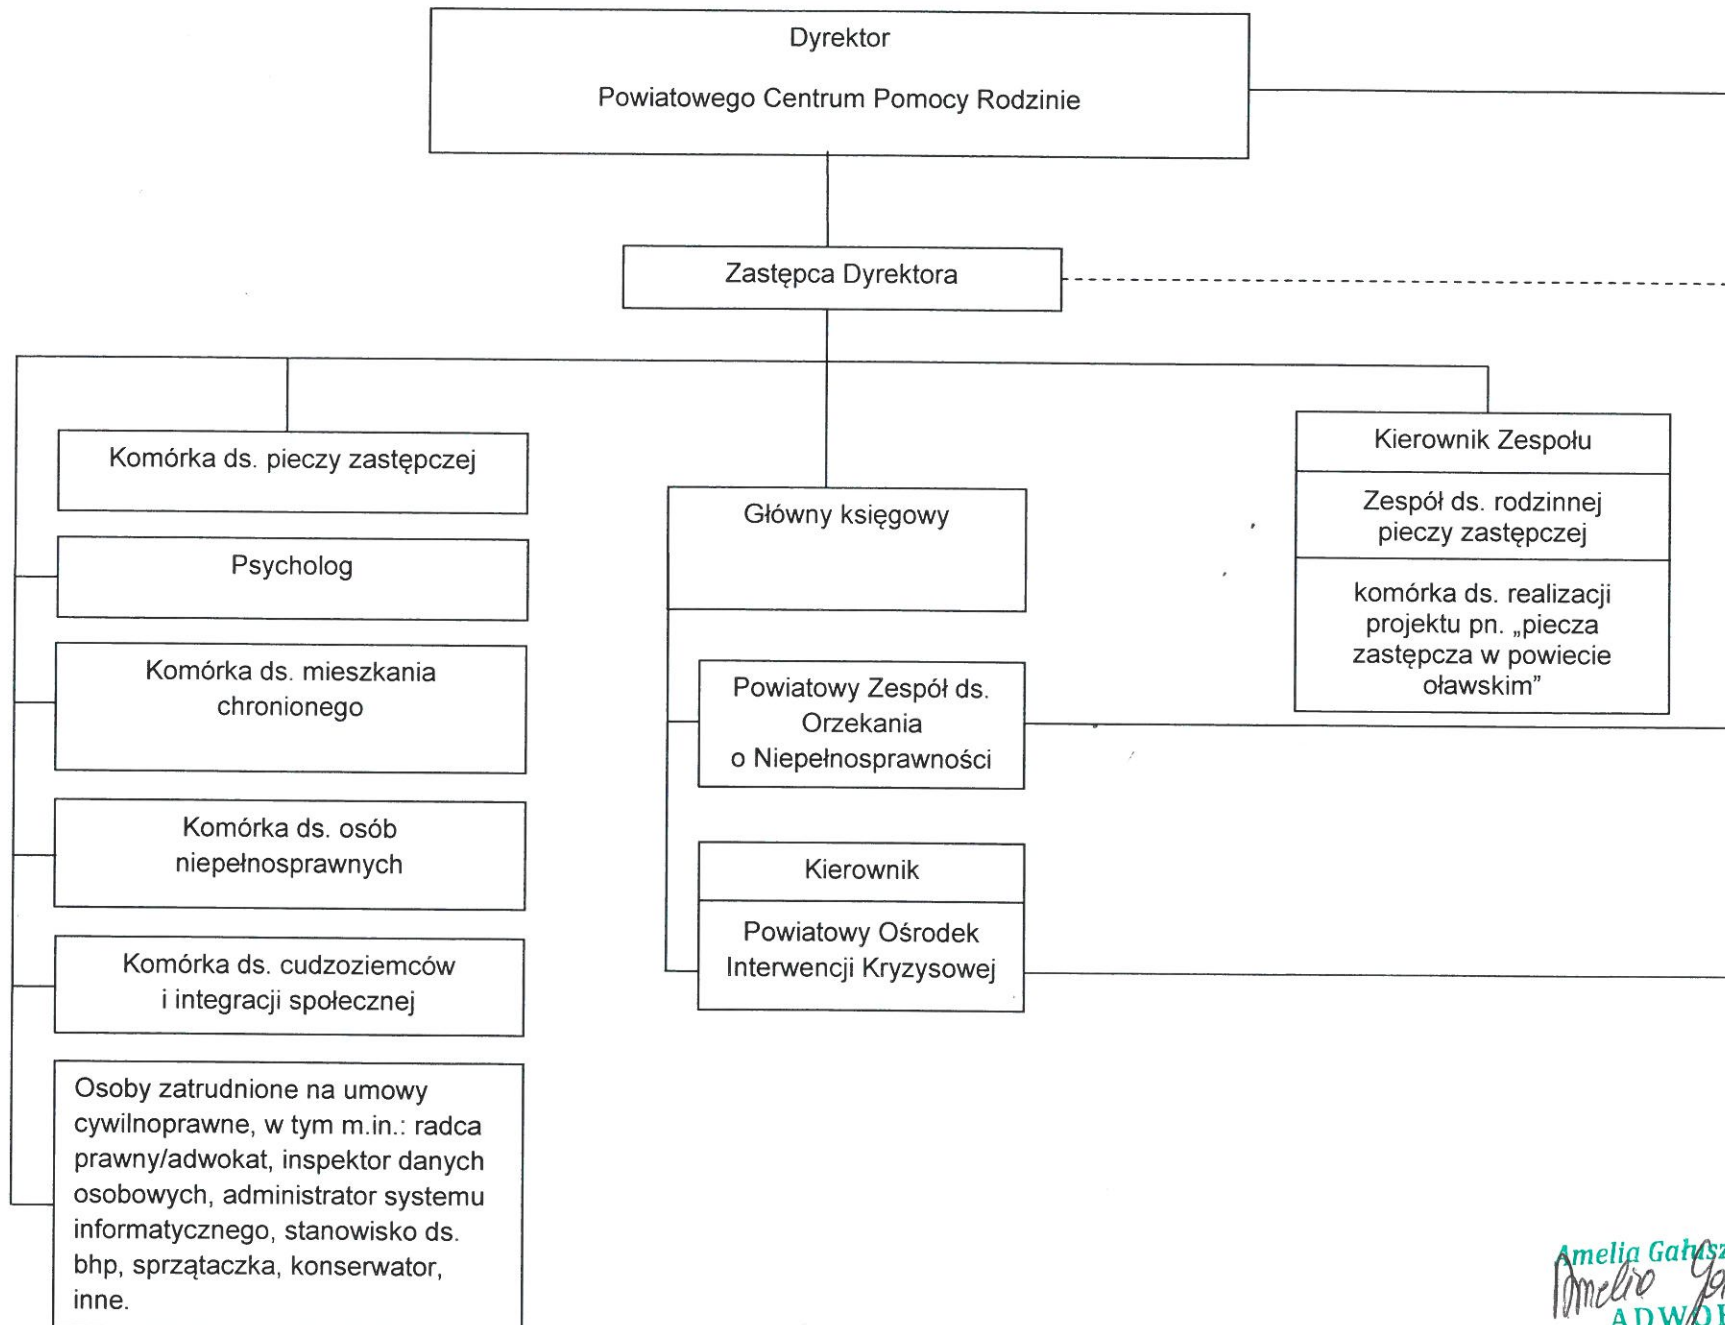 Dyrektor
Powiatowego Centrum Pomocy Rodzinie
Zastępca Dyrektora
Komórka ds. pieczy zastępczej
Psycholog
Komórka ds. mieszkania
chronionego
Komórka ds. osób
niepełnosprawnych
Komórka ds. cudzoziemców
i integracji społecznej
Osoby zatrudnione na umowy
cywilnoprawne, w tym m.in.: radca
prawny/adwokat, inspektor danych
osobowych, administrator systemu
informatycznego, stanowisko ds.
bhp, sprzątaczka, konserwator,
inne.
Główny księgowy
Powiatowy Zespół ds.
Orzekania
o Niepełnosprawności
Kierownik
Powiatowy Ośrodek
Interwencji Kryzysowej
Kierownik Zespołu
Zespół ds. rodzinnej
pieczy zastępczej
komórka ds. realizacji
projektu pn. „piecza
zastępcza w powiecie
oławskim”
Amelia
Amelia